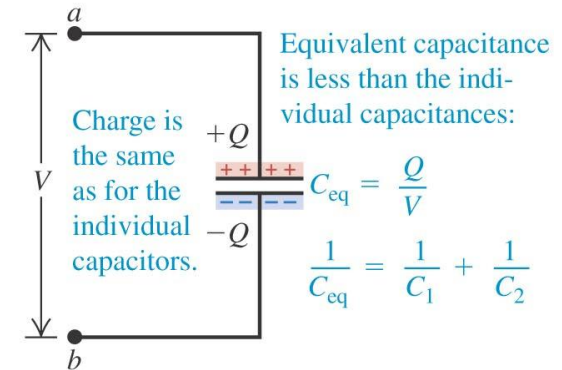 a
Equivalent capacitance
is less than the indi-
vidual capacitances:
Charge is
the same
as for the
individual
capacitors.
V
+Q
++ ++
−− −−
−Q
C_eq = Q/V
1/C_eq = 1/C_1 + 1/C_2
b